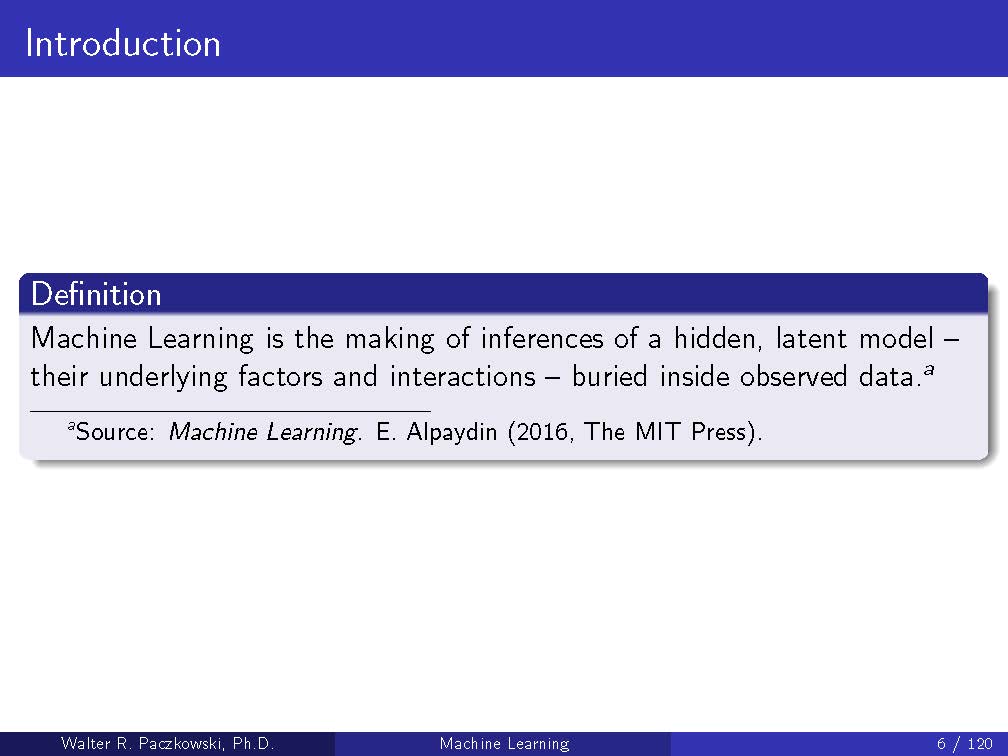 Introduction
Definition
Machine Learning is the making of inferences of a hidden, latent model –
their underlying factors and interactions – buried inside observed data.ᵃ
ᵃSource: Machine Learning. E. Alpaydin (2016, The MIT Press).
Walter R. Paczkowski, Ph.D. Machine Learning 6 / 120